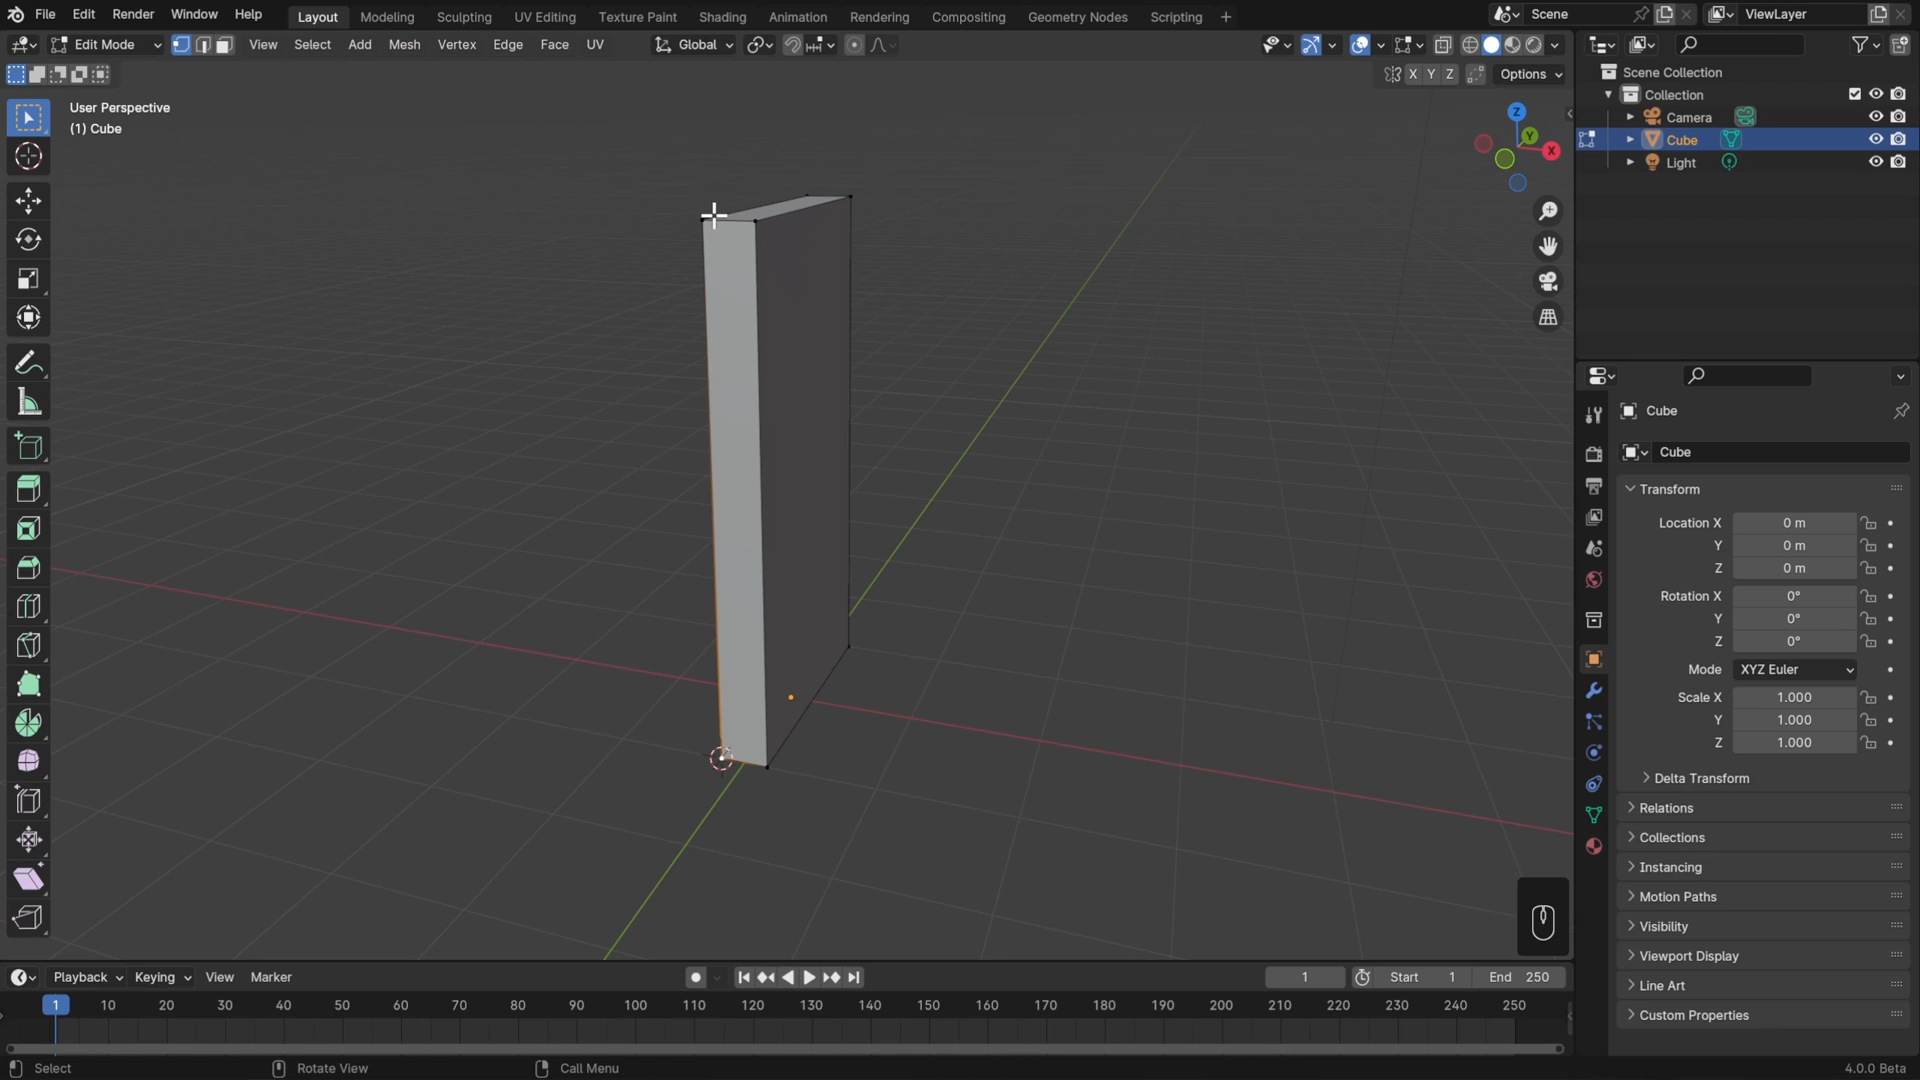 File Edit Render Window Help Layout Modeling Sculpting UV Editing Texture Paint Shading Animation Rendering Compositing Geometry Nodes Scripting + Scene ViewLayer
Edit Mode View Select Add Mesh Vertex Edge Face UV Global
X Y Z Options
User Perspective
(1) Cube
Z
Y
X
Scene Collection
Collection
Camera
Cube
Light
Cube
Cube
Transform
Location X 0 m
Y 0 m
Z 0 m
Rotation X 0°
Y 0°
Z 0°
Mode XYZ Euler
Scale X 1.000
Y 1.000
Z 1.000
Delta Transform
Relations
Collections
Instancing
Motion Paths
Visibility
Viewport Display
Line Art
Custom Properties
Playback Keying View Marker 1 Start 1 End 250
1 10 20 30 40 50 60 70 80 90 100 110 120 130 140 150 160 170 180 190 200 210 220 230 240 250
Select Rotate View Call Menu 4.0.0 Beta